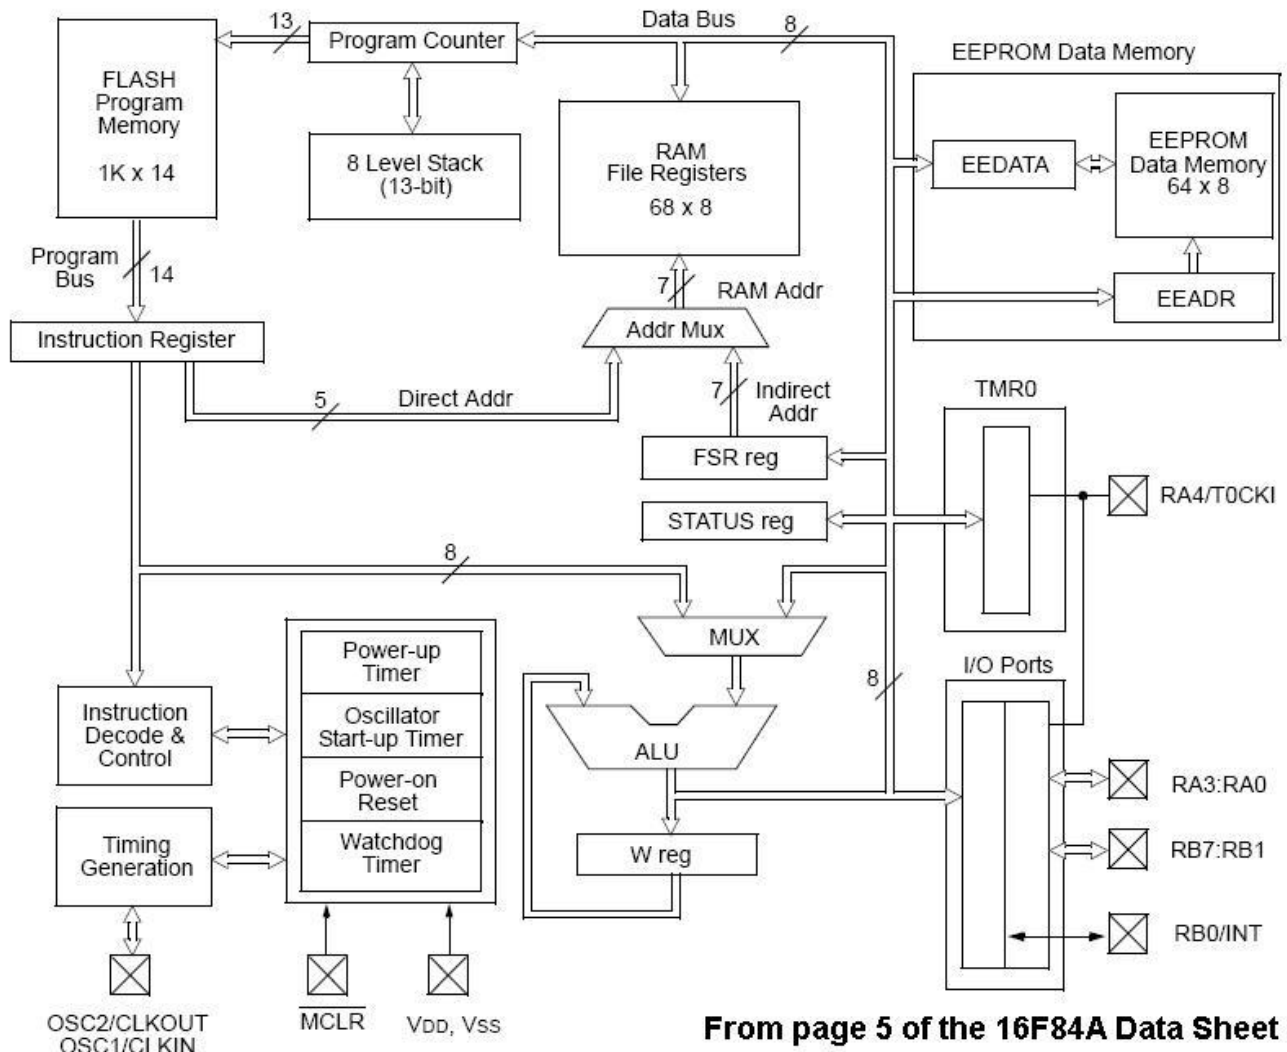 13
Program Counter
Data Bus
8
EEPROM Data Memory
FLASH
Program
Memory
1K x 14
8 Level Stack
(13-bit)
RAM
File Registers
68 x 8
EEDATA
EEPROM
Data Memory
64 x 8
EEADR
Program
Bus
14
7
RAM Addr
Addr Mux
Instruction Register
5
Direct Addr
7
Indirect
Addr
FSR reg
STATUS reg
TMR0
RA4/T0CKI
8
MUX
8
I/O Ports
Power-up
Timer
Oscillator
Start-up Timer
Power-on
Reset
Watchdog
Timer
Instruction
Decode &
Control
Timing
Generation
ALU
W reg
RA3:RA0
RB7:RB1
RB0/INT
OSC2/CLKOUT
OSC1/CLKIN
MCLR
VDD, VSS
From page 5 of the 16F84A Data Sheet